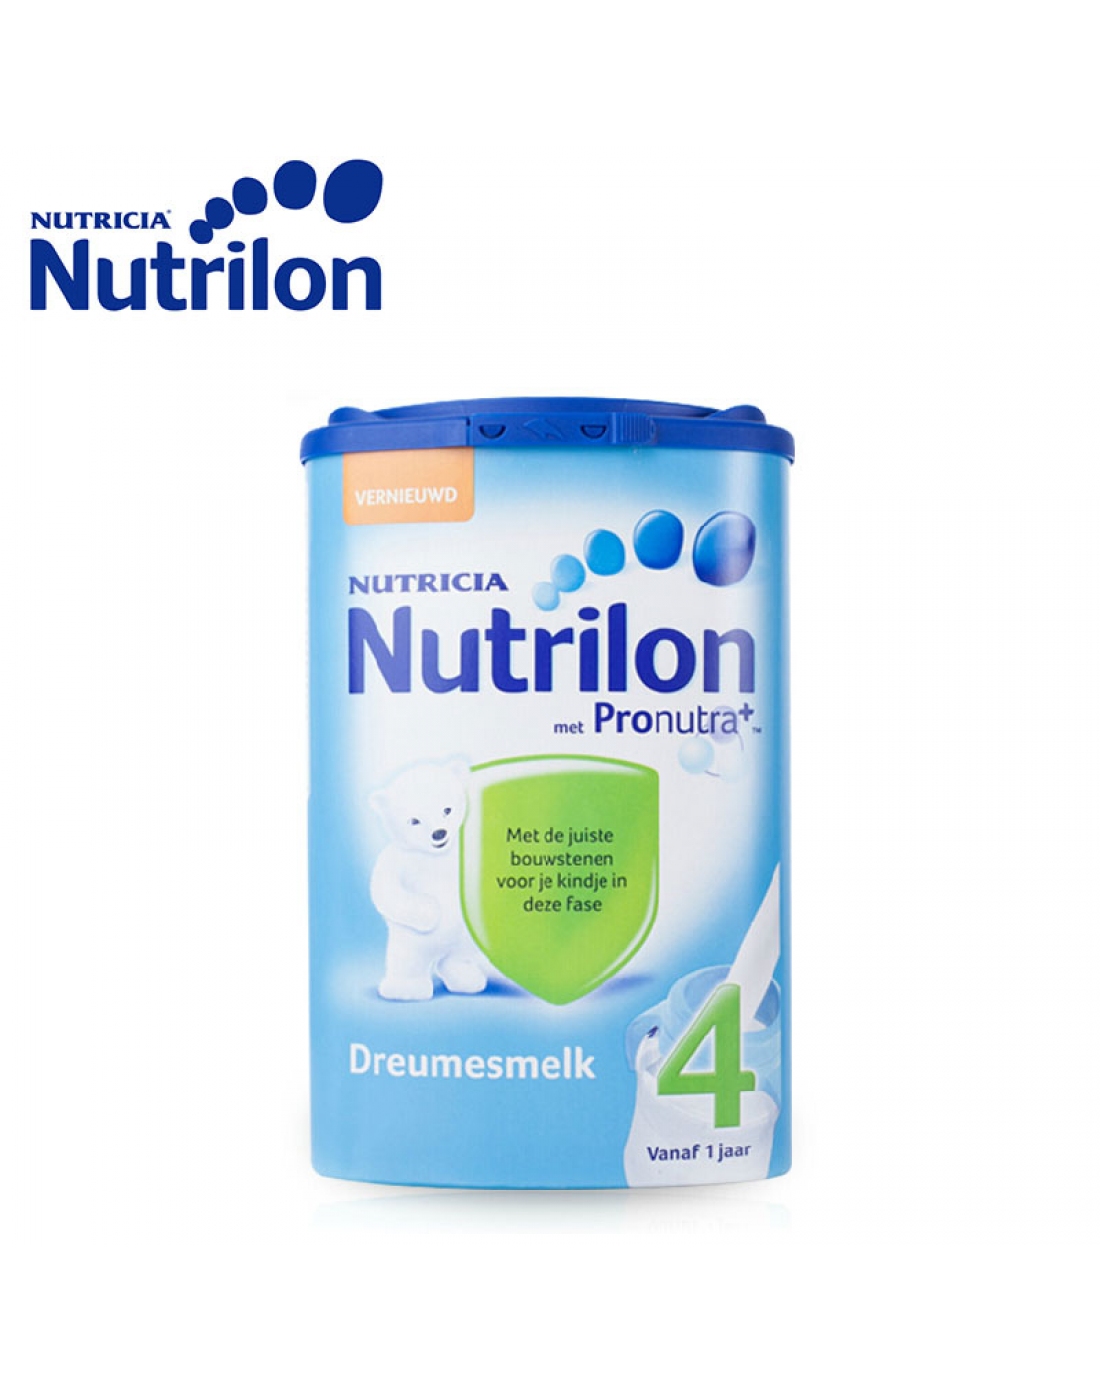 NUTRICIA®
Nutrilon
VERNIEUWD
NUTRICIA
Nutrilon
met Pronutra+™
Met de juiste
bouwstenen
voor je kindje in
deze fase
Dreumesmelk
4
Vanaf 1 jaar